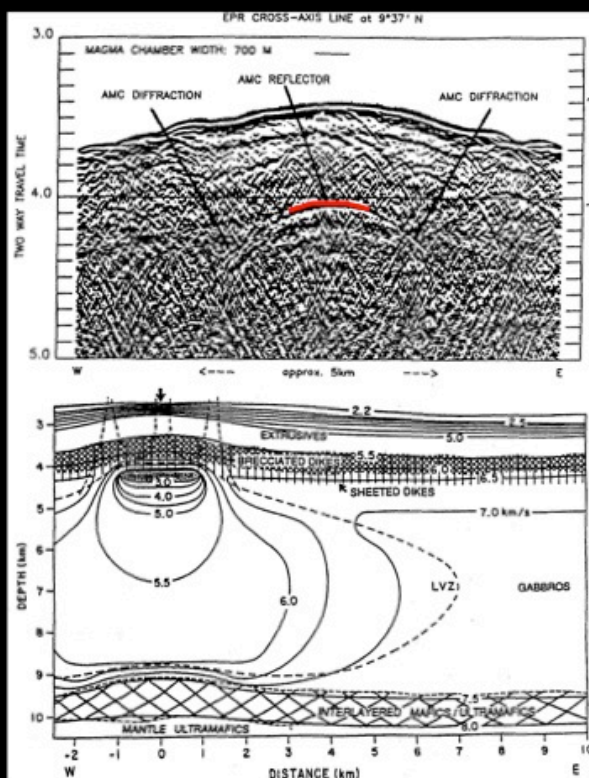 EPR CROSS-AXIS LINE at 9°37' N
3.0
MAGMA CHAMBER WIDTH: 700 M
AMC REFLECTOR
AMC DIFFRACTION
AMC DIFFRACTION
TWO WAY TRAVEL TIME
4.0
5.0
W
<---- approx. 5km ---->
E
2.2
2.5
3
EXTRUSIVES
5.0
5.5
4
BRECCIATED DIKES
6.0
6.5
3.0
SHEETED DIKES
4.0
5
5.0
7.0 km/s
DEPTH (km)
6
5.5
6.0
7
LVZ
GABBROS
8
9
7.5
INTERLAYERED MAFICS/ULTRAMAFICS
10
MANTLE ULTRAMAFICS
8.0
-2 -1 0 1 2 3 4 5 6 7 8 9 10
W
DISTANCE (km)
E